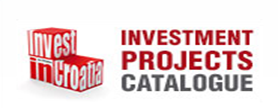 Invest
in Croatia
INVESTMENT
PROJECTS
CATALOGUE